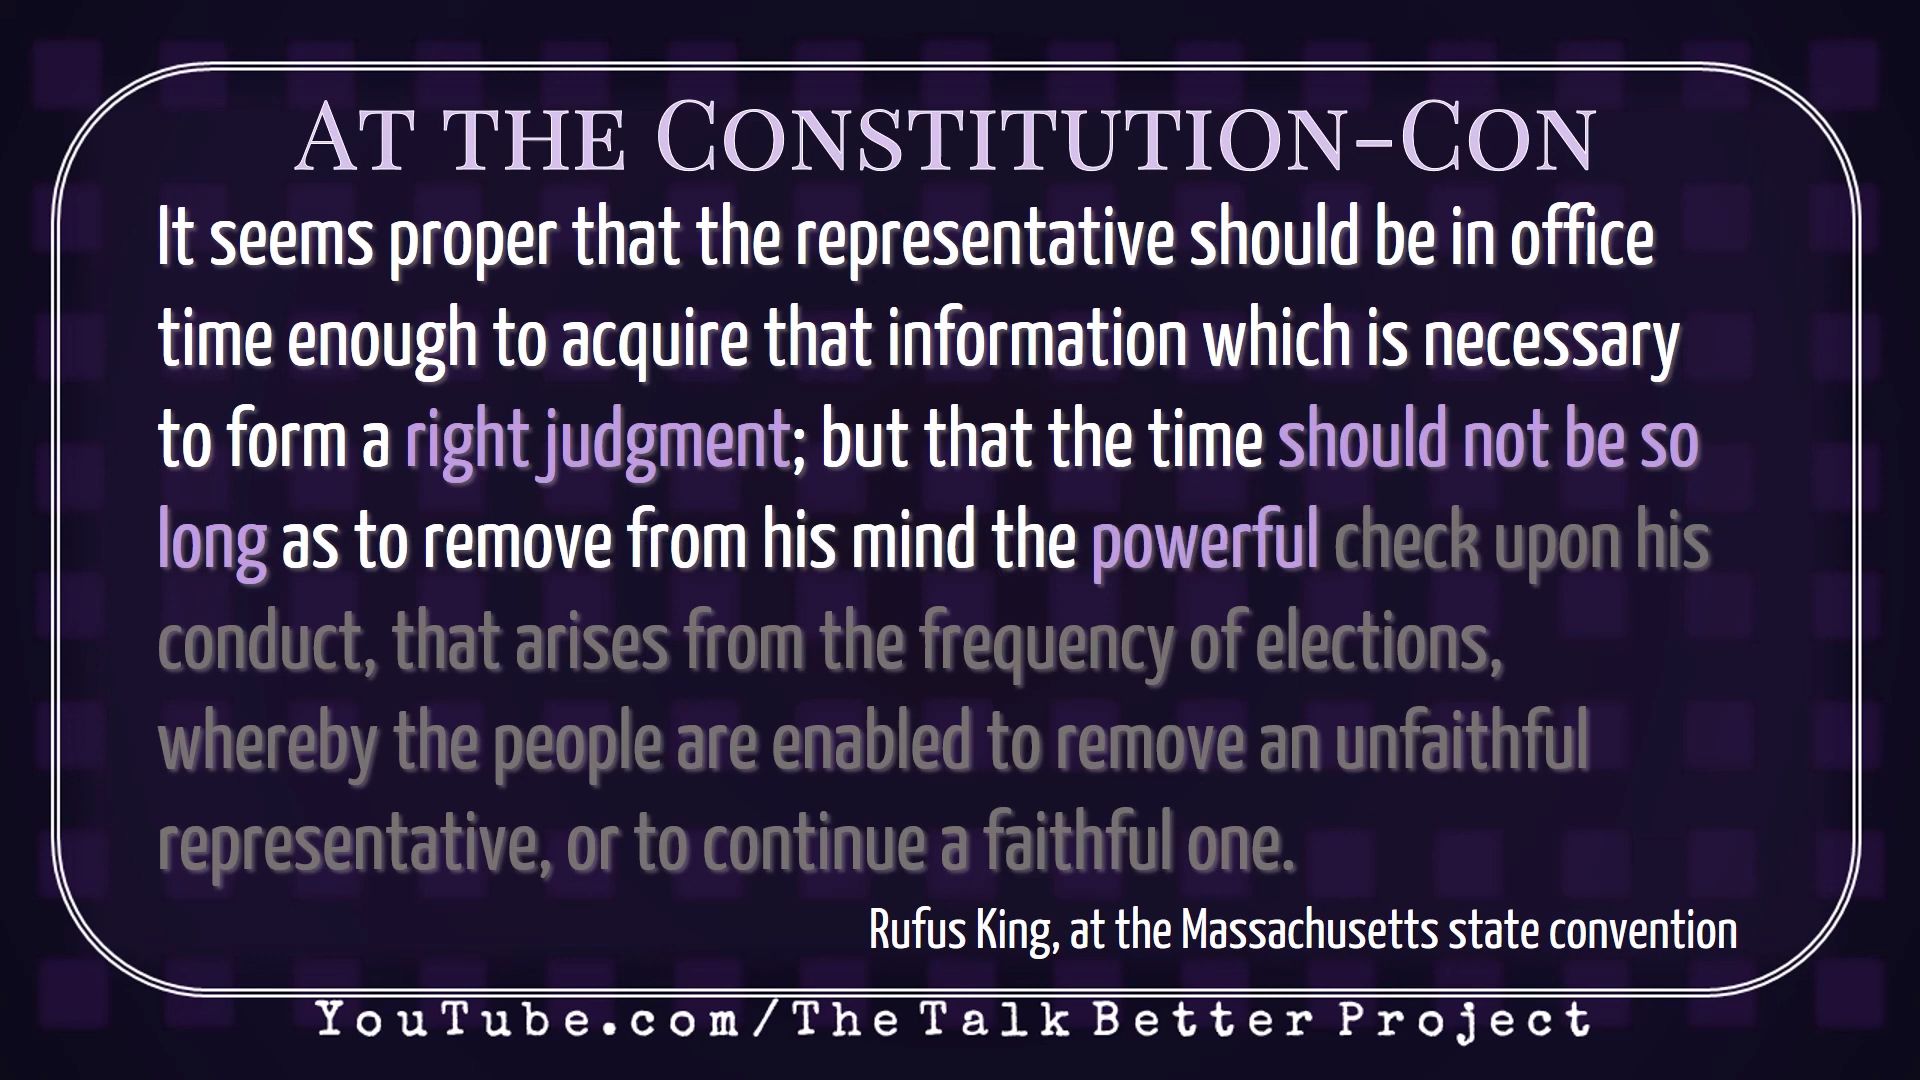 At the Constitution-Con
It seems proper that the representative should be in office
time enough to acquire that information which is necessary
to form a right judgment; but that the time should not be so
long as to remove from his mind the powerful check upon his
conduct, that arises from the frequency of elections,
whereby the people are enabled to remove an unfaithful
representative, or to continue a faithful one.
Rufus King, at the Massachusetts state convention
YouTube.com/TheTalkBetterProject